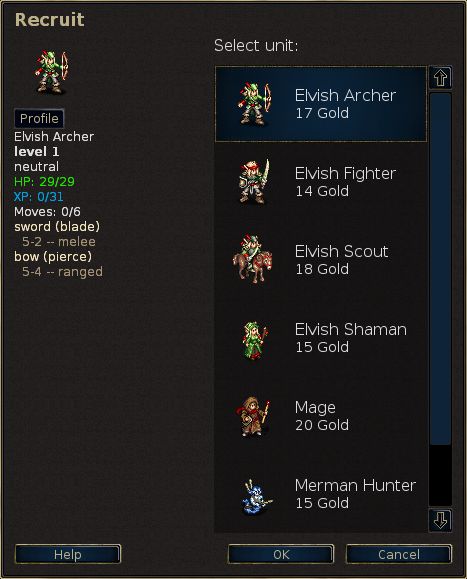 Recruit
Profile
Elvish Archer
level 1
neutral
HP: 29/29
XP: 0/31
Moves: 0/6
sword (blade)
5-2 -- melee
bow (pierce)
5-4 -- ranged
Select unit:
Elvish Archer
17 Gold
Elvish Fighter
14 Gold
Elvish Scout
18 Gold
Elvish Shaman
15 Gold
Mage
20 Gold
Merman Hunter
15 Gold
Help
OK
Cancel